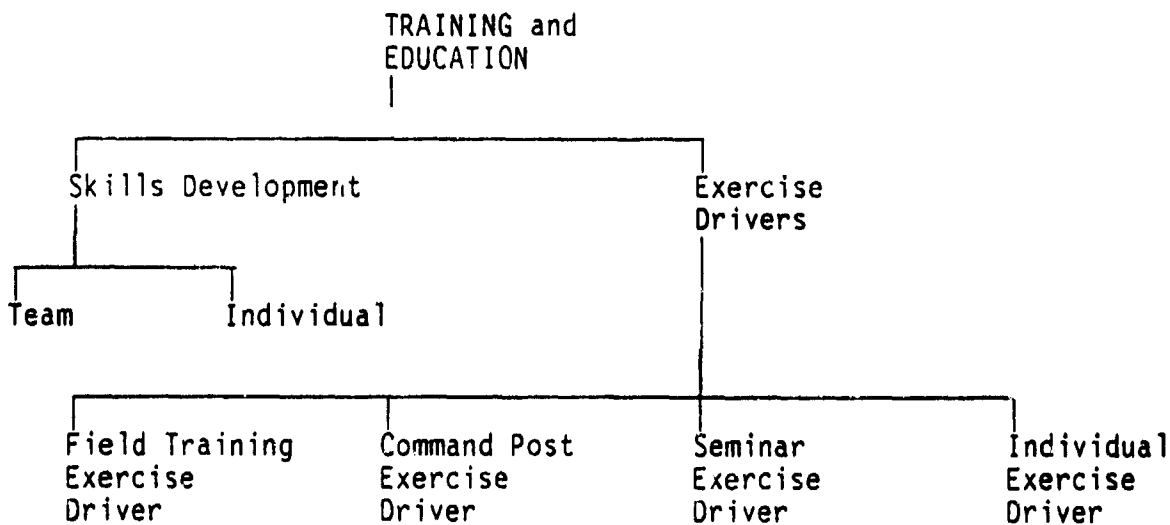 TRAINING and
EDUCATION
Skills Development
Exercise
Drivers
Team
Individual
Field Training
Exercise
Driver
Command Post
Exercise
Driver
Seminar
Exercise
Driver
Individual
Exercise
Driver